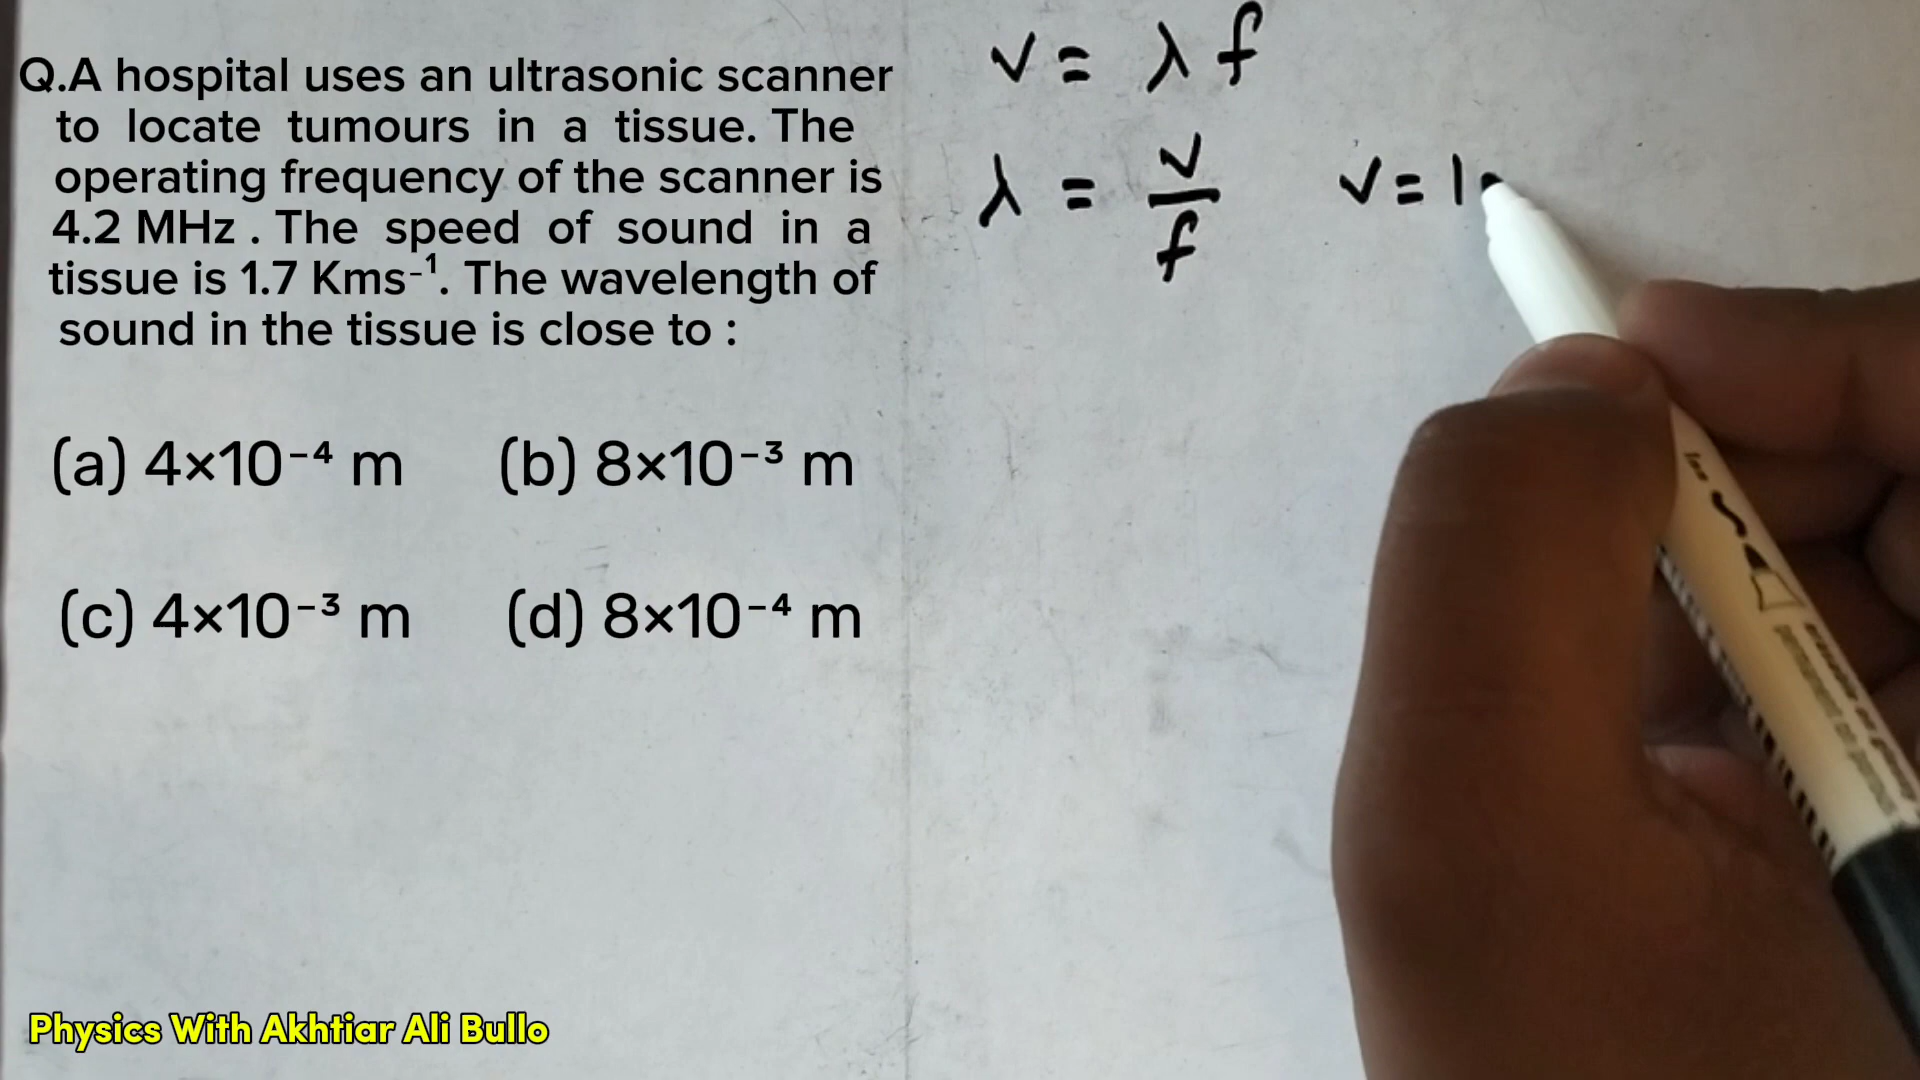 Q.A hospital uses an ultrasonic scanner
to locate tumours in a tissue. The
operating frequency of the scanner is
4.2 MHz . The speed of sound in a
tissue is 1.7 Kms⁻¹. The wavelength of
sound in the tissue is close to :
(a) 4×10⁻⁴ m (b) 8×10⁻³ m
(c) 4×10⁻³ m (d) 8×10⁻⁴ m
v = λ f
λ = v/f v = 1
Physics With Akhtiar Ali Bullo